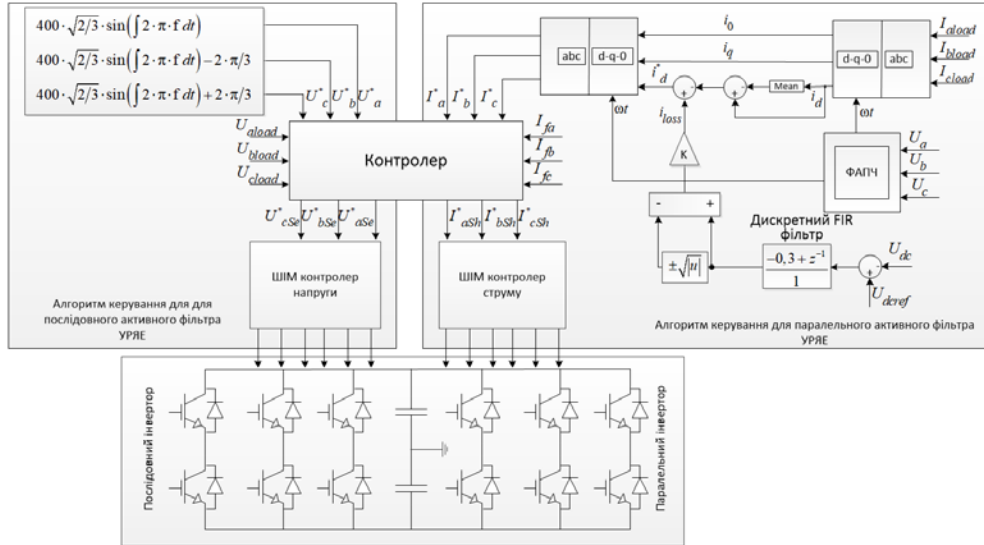 400·√2/3·sin(∫2·π·f dt)
400·√2/3·sin(∫2·π·f dt)−2·π/3
400·√2/3·sin(∫2·π·f dt)+2·π/3
U*c U*b U*a
Uaload
Ubload
Ucload
Контролер
U*cSe U*bSe U*aSe
ШІМ контролер
напруги
Алгоритм керування для для
послідовного активного фільтра
УРЯЕ
I*a I*b I*c
Ifa
Ifb
Ifc
I*aSh I*bSh I*cSh
ШІМ контролер
струму
abc d-q-0
i0
iq
i*d
iloss
Mean
id
d-q-0 abc
Iaload
Ibload
Icload
ωt
ωt
K
ФАПЧ
Ua
Ub
Uc
- +
Дискретний FIR
фільтр
±√|u|
−0,3+z⁻¹
1
Udc
Udcref
Алгоритм керування для паралельного активного фільтра
УРЯЕ
Послідовний інвертор
Паралельний інвертор